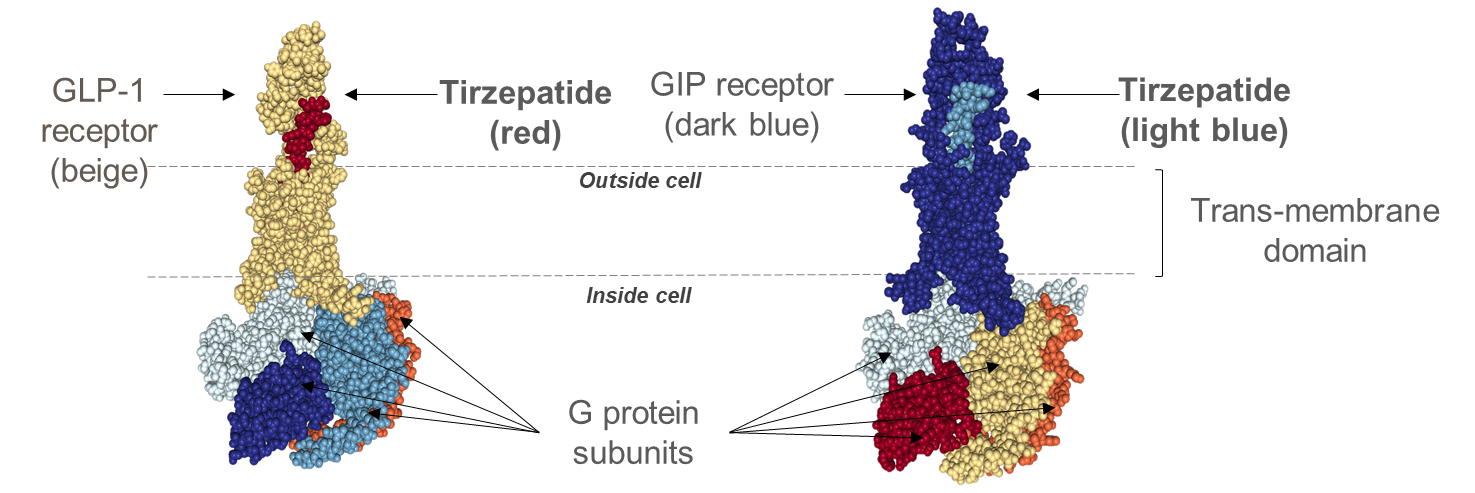 GLP-1
receptor
(beige)
Tirzepatide
(red)
GIP receptor
(dark blue)
Tirzepatide
(light blue)
Outside cell
Trans-membrane
domain
Inside cell
G protein
subunits